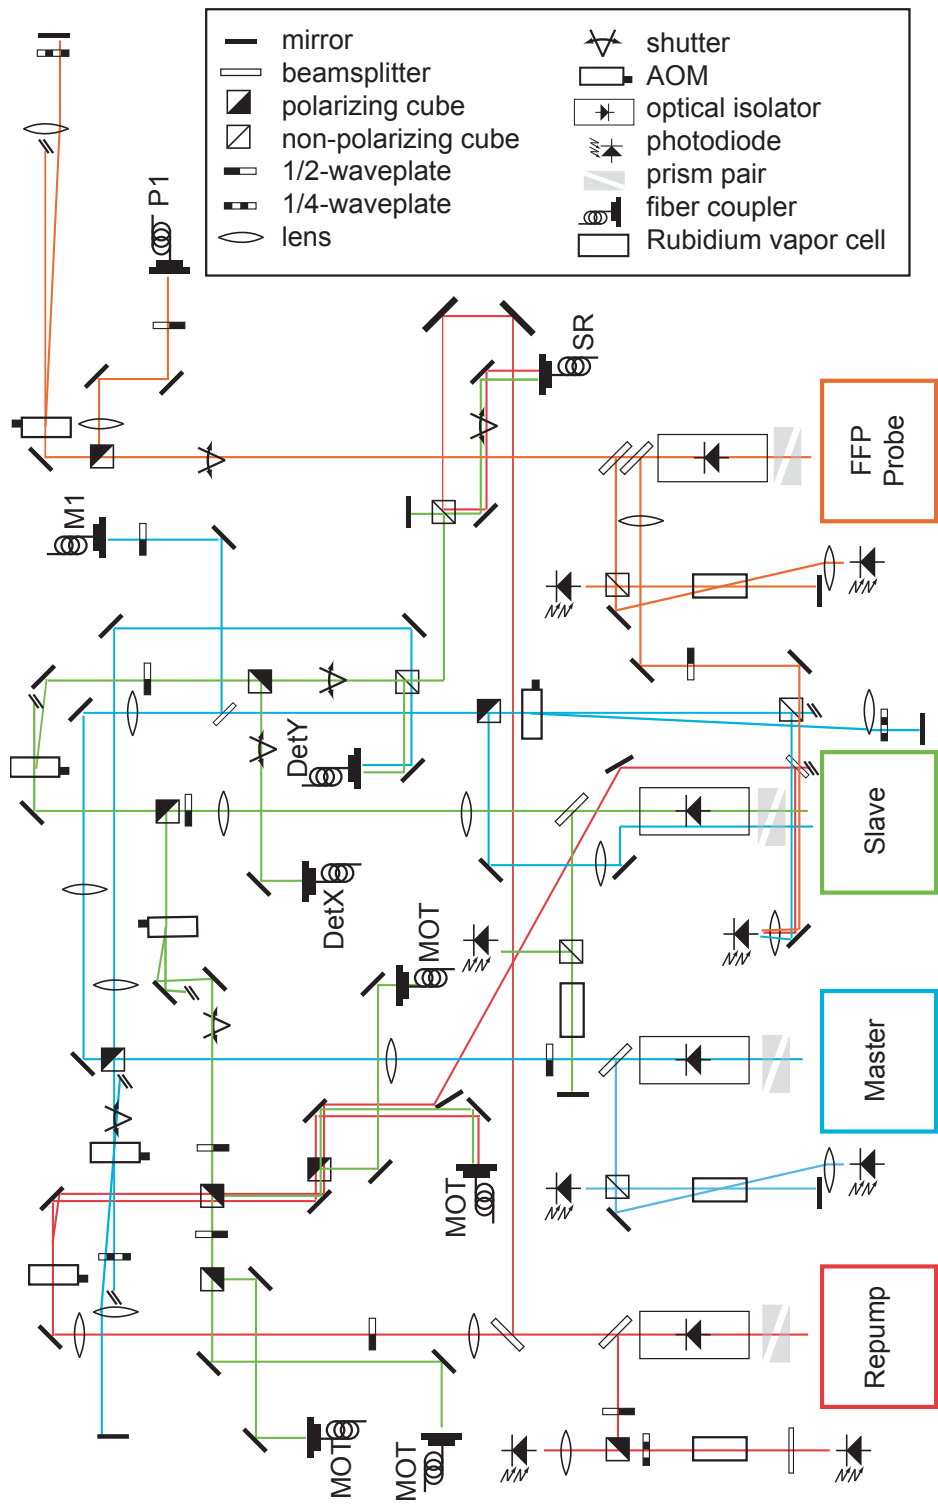 mirror
beamsplitter
polarizing cube
non-polarizing cube
1/2-waveplate
1/4-waveplate
lens
shutter
AOM
optical isolator
photodiode
prism pair
fiber coupler
Rubidium vapor cell
P1
SR
M1
FFP
Probe
DetY
DetX
Slave
MOT
Master
MOT
Repump
MOT
MOT